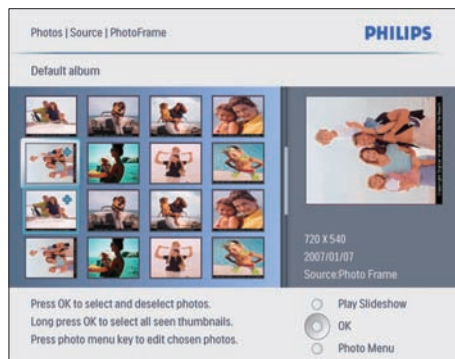 Photos | Source | PhotoFrame
PHILIPS
Default album
720 X 540
2007/01/07
Source:Photo Frame
Press OK to select and deselect photos.
Long press OK to select all seen thumbnails.
Press photo menu key to edit chosen photos.
Play Slideshow
OK
Photo Menu